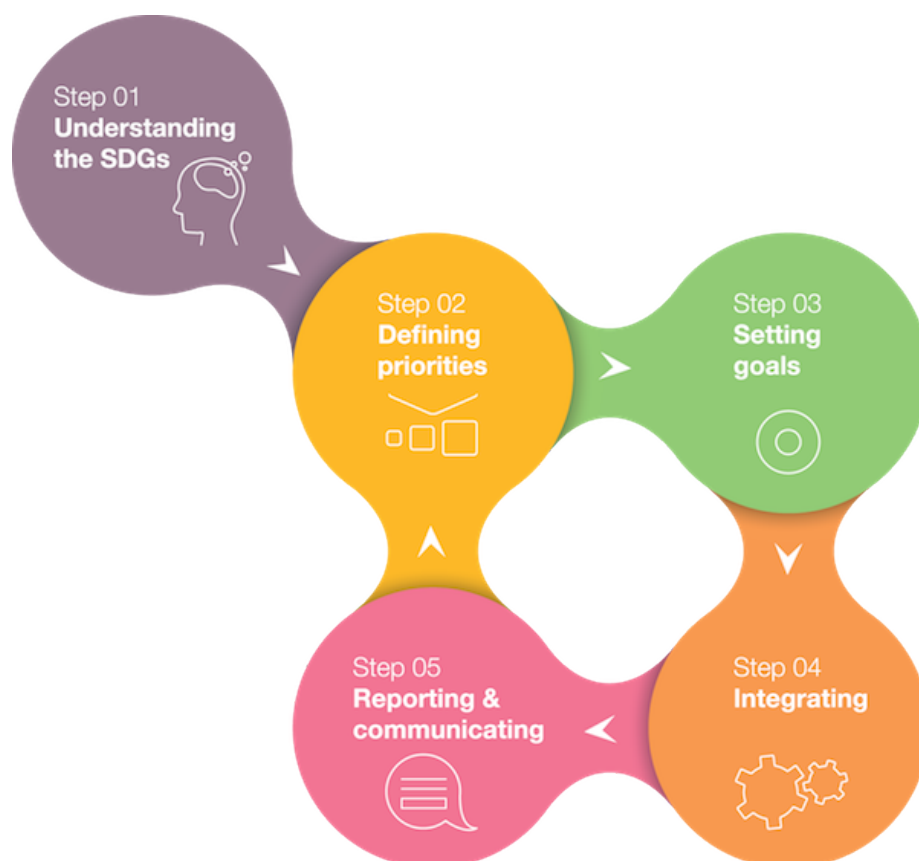 Step 01
Understanding
the SDGs
Step 02
Defining
priorities
Step 03
Setting
goals
Step 04
Integrating
Step 05
Reporting &
communicating